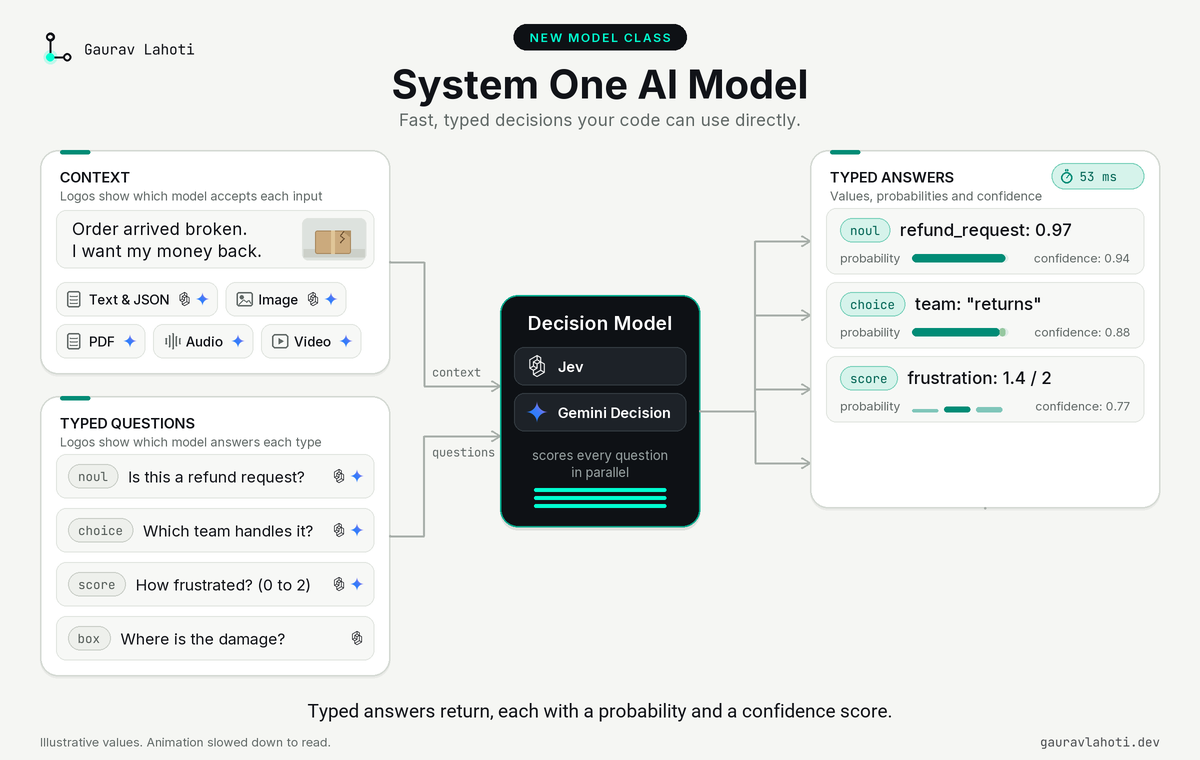 Gaurav Lahoti
NEW MODEL CLASS
System One AI Model
Fast, typed decisions your code can use directly.
CONTEXT
Logos show which model accepts each input
Order arrived broken.
I want my money back.
Text & JSON
Image
PDF
Audio
Video
TYPED QUESTIONS
Logos show which model answers each type
noul Is this a refund request?
choice Which team handles it?
score How frustrated? (0 to 2)
box Where is the damage?
context
questions
Decision Model
Jev
Gemini Decision
scores every question
in parallel
TYPED ANSWERS
53 ms
Values, probabilities and confidence
noul refund_request: 0.97
probability confidence: 0.94
choice team: "returns"
probability confidence: 0.88
score frustration: 1.4 / 2
probability confidence: 0.77
Typed answers return, each with a probability and a confidence score.
Illustrative values. Animation slowed down to read.
gauravlahoti.dev